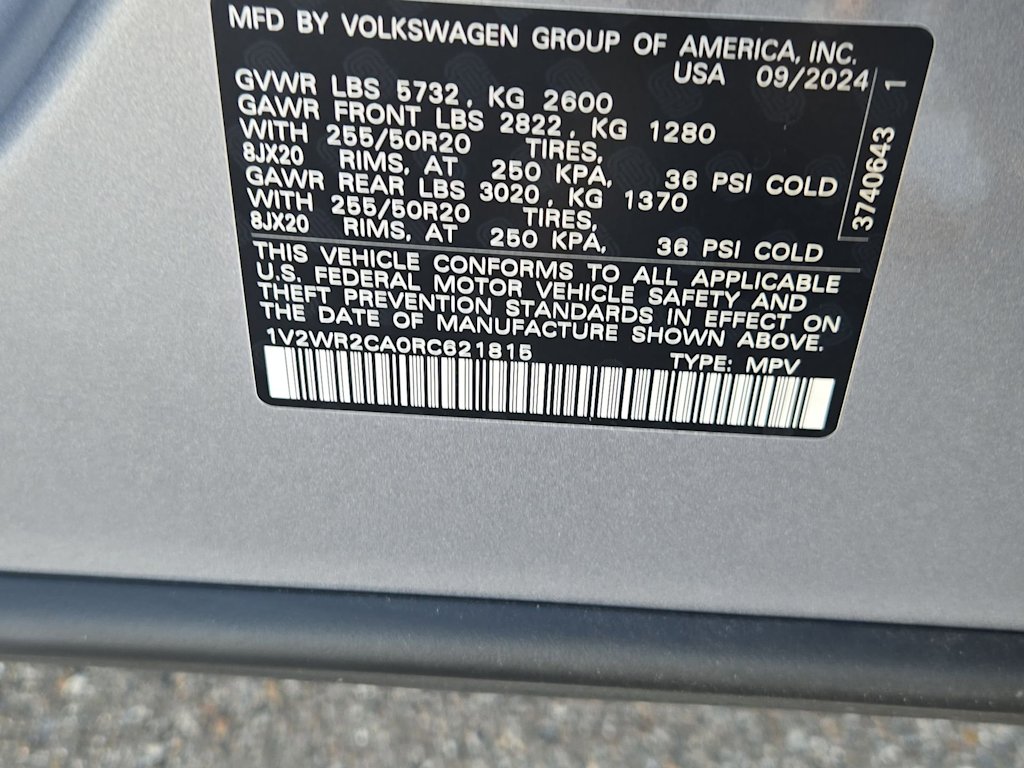 MFD BY VOLKSWAGEN GROUP OF AMERICA, INC.
USA 09/2024
GVWR LBS 5732, KG 2600
GAWR FRONT LBS 2822, KG 1280
WITH 255/50R20 TIRES,
8JX20 RIMS, AT 250 KPA, 36 PSI COLD
GAWR REAR LBS 3020, KG 1370
WITH 255/50R20 TIRES,
8JX20 RIMS, AT 250 KPA, 36 PSI COLD
3740643 1
THIS VEHICLE CONFORMS TO ALL APPLICABLE
U.S. FEDERAL MOTOR VEHICLE SAFETY AND
THEFT PREVENTION STANDARDS IN EFFECT ON
THE DATE OF MANUFACTURE SHOWN ABOVE.
1V2WR2CA0RC621815 TYPE: MPV